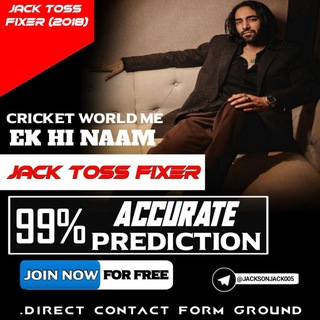 JACK TOSS
FIXER (2018)
CRICKET WORLD ME
EK HI NAAM
JACK TOSS FIXER
99% ACCURATE
PREDICTION
JOIN NOW FOR FREE
@JACKSONJACK005
.DIRECT CONTACT FORM GROUND